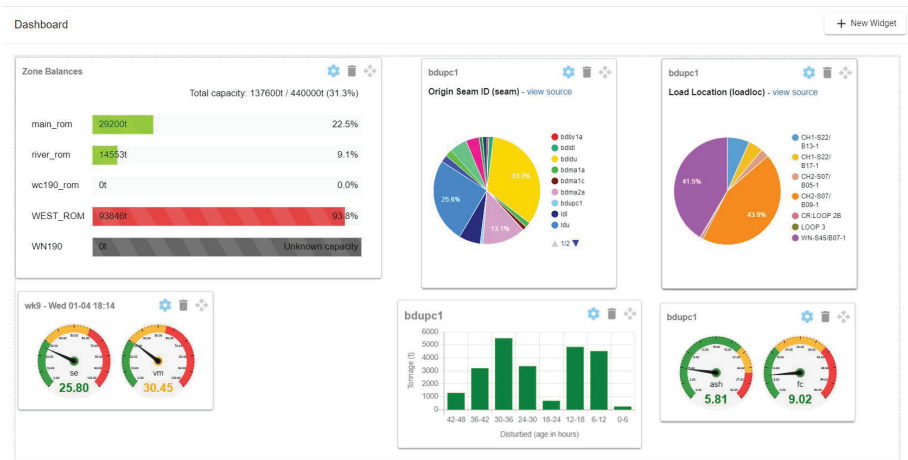 Dashboard
+ New Widget
Zone Balances
Total capacity: 137600t / 440000t (31.3%)
main_rom 29200t 22.5%
river_rom 14553t 9.1%
wc190_rom 0t 0.0%
WEST_ROM 93846t 93.8%
WN190 0t Unknown capacity
bdupc1
Origin Seam ID (seam) - view source
33.3%
25.6%
13.1%
bdby1a
bdldl
bdldu
bdma1a
bdma1c
bdma2a
bdupc1
ldl
ldu
1/2
bdupc1
Load Location (loadloc) - view source
41.5%
43.9%
CH1-S22/
B13-1
CH1-S22/
B17-1
CH2-S07/
B05-1
CH2-S07/
B09-1
CR:LOOP 2B
LOOP 3
WN-S45/B07-1
wk9 - Wed 01-04 18:14
se
25.80
vm
30.45
bdupc1
Tonnage (t)
6000
5000
4000
3000
2000
1000
0
42-48 36-42 30-36 24-30 18-24 12-18 6-12 0-6
Disturbed (age in hours)
bdupc1
ash
5.81
fc
9.02